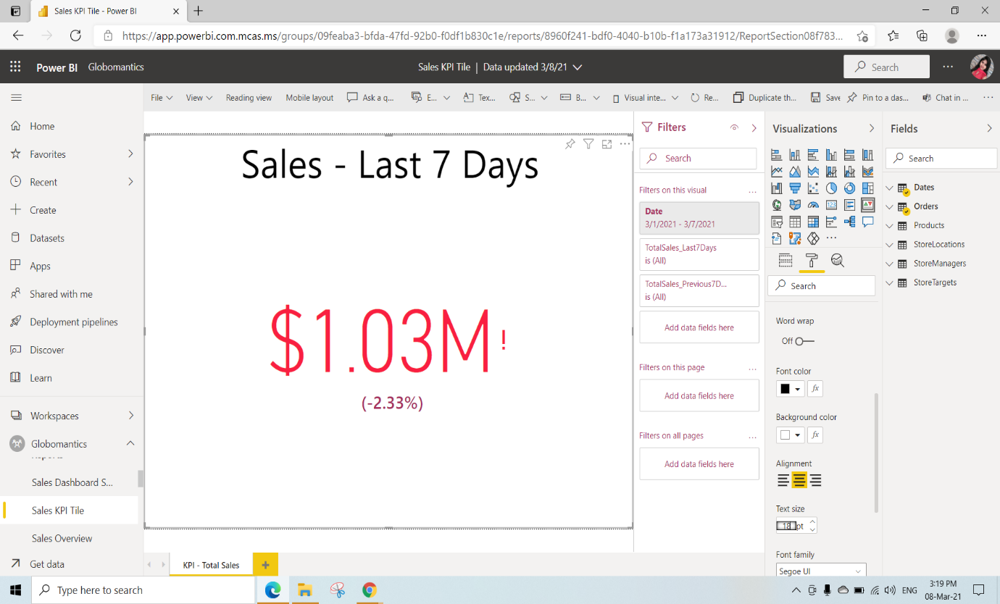 Sales KPI Tile - Power BI
https://app.powerbi.com.mcas.ms/groups/09feaba3-bfda-47fd-92b0-f0df1b830c1e/reports/8960f241-bdf0-4040-b10b-f1a173a31912/ReportSection08f783...
Power BI Globomantics Sales KPI Tile | Data updated 3/8/21 Search
File View Reading view Mobile layout Ask a q... E... Tex... S... B... Visual inte... Re... Duplicate th... Save Pin to a das... Chat in ...
Home
Favorites
Recent
Create
Datasets
Apps
Shared with me
Deployment pipelines
Discover
Learn
Workspaces
Globomantics
Sales Dashboard S...
Sales KPI Tile
Sales Overview
Get data
Sales - Last 7 Days
$1.03M !
(-2.33%)
KPI - Total Sales
Filters
Search
Filters on this visual
Date
3/1/2021 - 3/7/2021
TotalSales_Last7Days
is (All)
TotalSales_Previous7D...
is (All)
Add data fields here
Filters on this page
Add data fields here
Filters on all pages
Add data fields here
Visualizations
Search
Word wrap
Off
Font color
fx
Background color
fx
Alignment
Text size
18 pt
Font family
Segoe UI
Fields
Search
Dates
Orders
Products
StoreLocations
StoreManagers
StoreTargets
Type here to search
ENG
3:19 PM
08-Mar-21